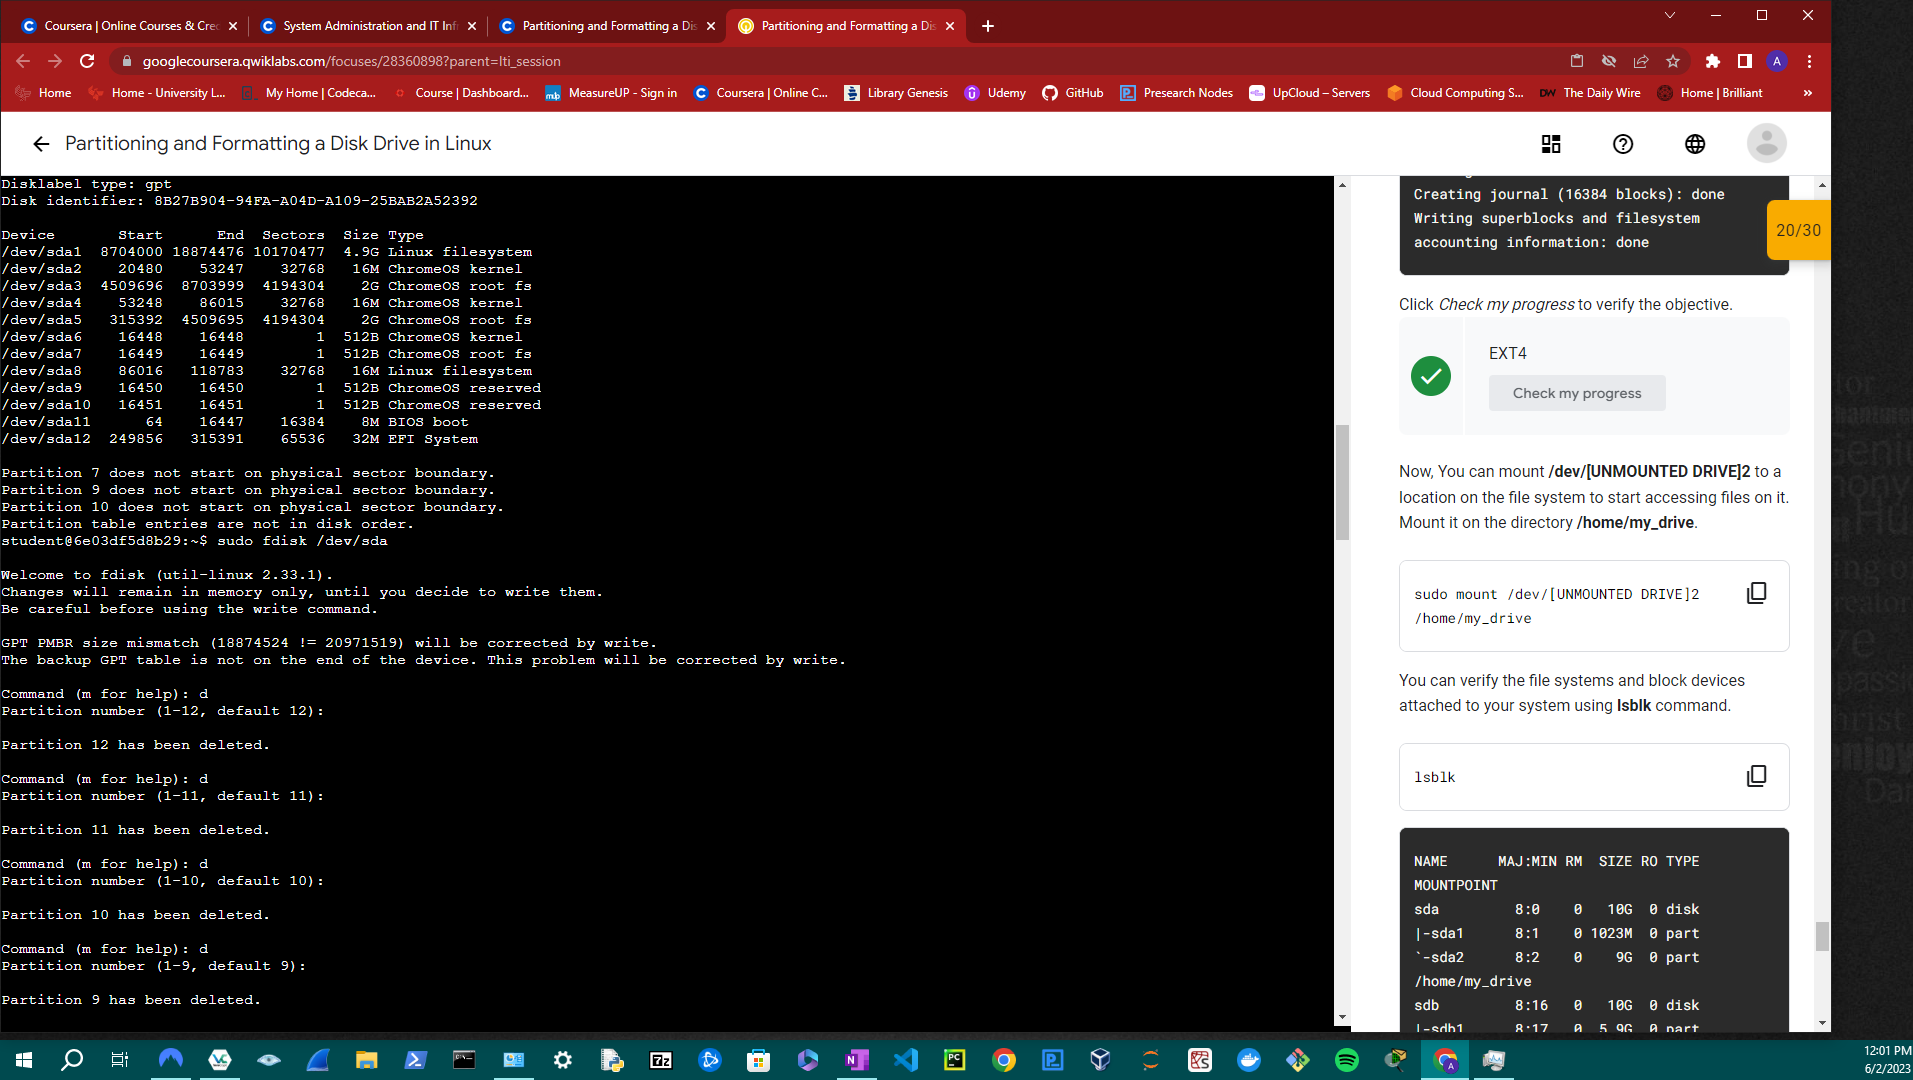 Coursera | Online Courses & Cre
System Administration and IT Inf
Partitioning and Formatting a Dis
Partitioning and Formatting a Dis
googlecoursera.qwiklabs.com/focuses/28360898?parent=lti_session
A
Home
Home - University L...
My Home | Codeca...
Course | Dashboard...
MeasureUP - Sign in
Coursera | Online C...
Library Genesis
Udemy
GitHub
Presearch Nodes
UpCloud – Servers
Cloud Computing S...
DW The Daily Wire
Home | Brilliant
»
Partitioning and Formatting a Disk Drive in Linux
Disklabel type: gpt
Disk identifier: 8B27B904-94FA-A04D-A109-25BAB2A52392
Device Start End Sectors Size Type
/dev/sda1 8704000 18874476 10170477 4.9G Linux filesystem
/dev/sda2 20480 53247 32768 16M ChromeOS kernel
/dev/sda3 4509696 8703999 4194304 2G ChromeOS root fs
/dev/sda4 53248 86015 32768 16M ChromeOS kernel
/dev/sda5 315392 4509695 4194304 2G ChromeOS root fs
/dev/sda6 16448 16448 1 512B ChromeOS kernel
/dev/sda7 16449 16449 1 512B ChromeOS root fs
/dev/sda8 86016 118783 32768 16M Linux filesystem
/dev/sda9 16450 16450 1 512B ChromeOS reserved
/dev/sda10 16451 16451 1 512B ChromeOS reserved
/dev/sda11 64 16447 16384 8M BIOS boot
/dev/sda12 249856 315391 65536 32M EFI System
Partition 7 does not start on physical sector boundary.
Partition 9 does not start on physical sector boundary.
Partition 10 does not start on physical sector boundary.
Partition table entries are not in disk order.
student@6e03df5d8b29:~$ sudo fdisk /dev/sda
Welcome to fdisk (util-linux 2.33.1).
Changes will remain in memory only, until you decide to write them.
Be careful before using the write command.
GPT PMBR size mismatch (18874524 != 20971519) will be corrected by write.
The backup GPT table is not on the end of the device. This problem will be corrected by write.
Command (m for help): d
Partition number (1-12, default 12):
Partition 12 has been deleted.
Command (m for help): d
Partition number (1-11, default 11):
Partition 11 has been deleted.
Command (m for help): d
Partition number (1-10, default 10):
Partition 10 has been deleted.
Command (m for help): d
Partition number (1-9, default 9):
Partition 9 has been deleted.
Creating journal (16384 blocks): done
Writing superblocks and filesystem
accounting information: done
20/30
Click Check my progress to verify the objective.
EXT4
Check my progress
Now, You can mount /dev/[UNMOUNTED DRIVE]2 to a
location on the file system to start accessing files on it.
Mount it on the directory /home/my_drive.
sudo mount /dev/[UNMOUNTED DRIVE]2
/home/my_drive
You can verify the file systems and block devices
attached to your system using lsblk command.
lsblk
NAME MAJ:MIN RM SIZE RO TYPE
MOUNTPOINT
sda 8:0 0 10G 0 disk
|-sda1 8:1 0 1023M 0 part
`-sda2 8:2 0 9G 0 part
/home/my_drive
sdb 8:16 0 10G 0 disk
|-sdb1 8:17 0 5.9G 0 part
12:01 PM
6/2/2023